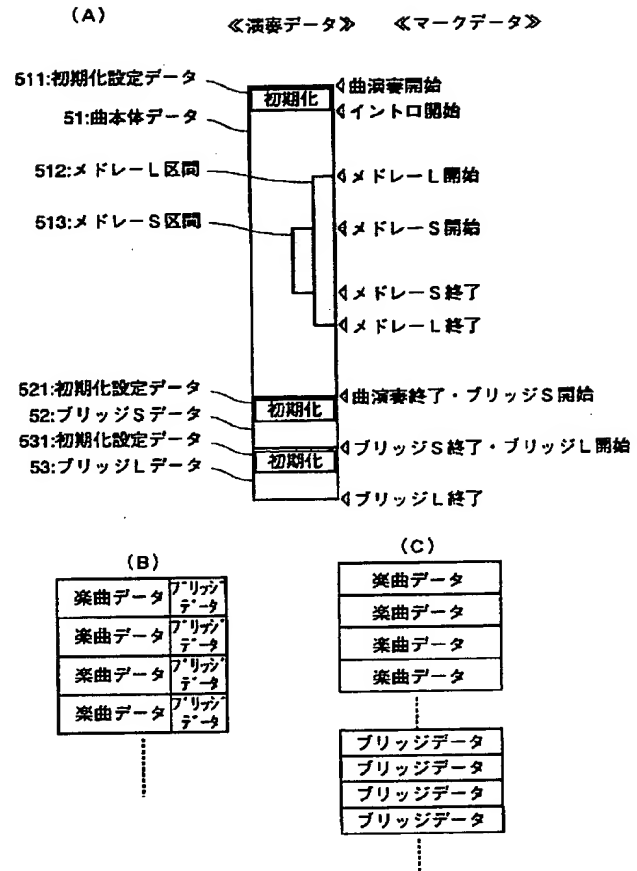 (A)
≪演奏データ≫ ≪マークデータ≫
511:初期化設定データ
初期化
曲演奏開始
51:曲本体データ
イントロ開始
512:メドレーL区間
メドレーL開始
513:メドレーS区間
メドレーS開始
メドレーS終了
メドレーL終了
521:初期化設定データ
初期化
曲演奏終了・ブリッジS開始
52:ブリッジSデータ
531:初期化設定データ
初期化
ブリッジS終了・ブリッジL開始
53:ブリッジLデータ
ブリッジL終了
(B)
楽曲データ
ブリッジ
データ
楽曲データ
ブリッジ
データ
楽曲データ
ブリッジ
データ
楽曲データ
ブリッジ
データ
(C)
楽曲データ
楽曲データ
楽曲データ
楽曲データ
ブリッジデータ
ブリッジデータ
ブリッジデータ
ブリッジデータ